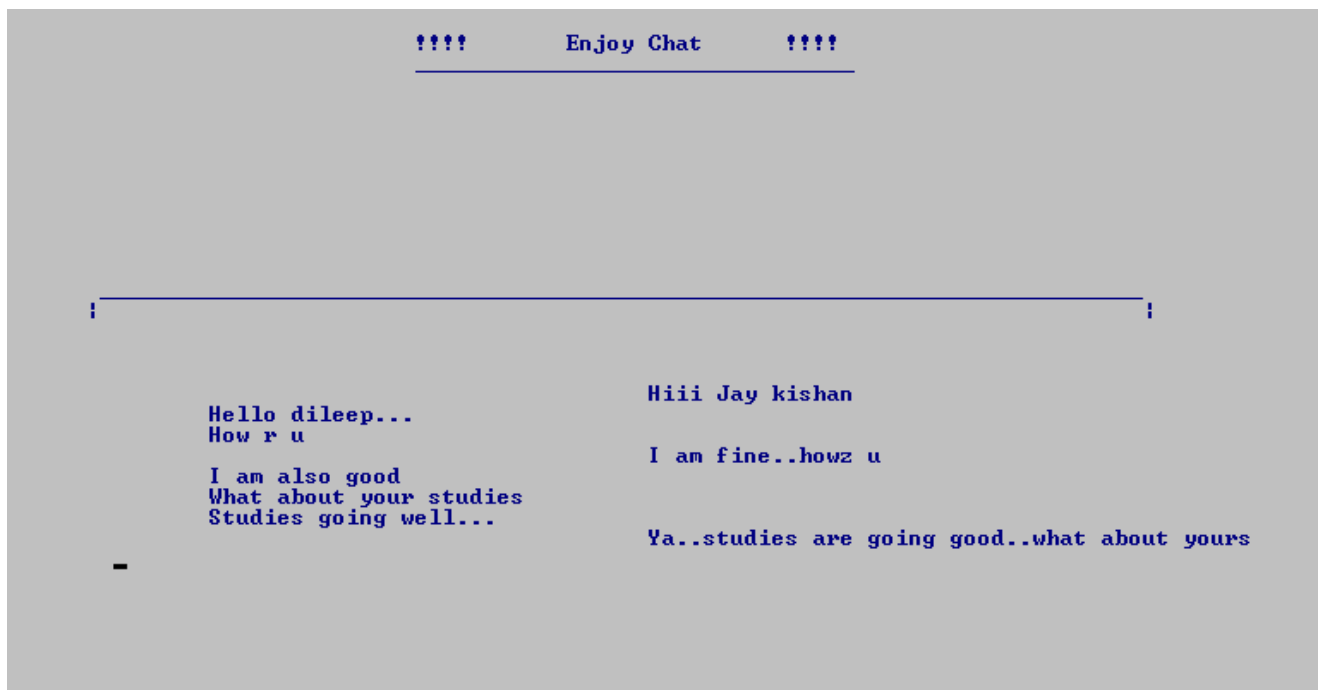 !!!! Enjoy Chat !!!!
Hiii Jay kishan
Hello dileep...
How r u
I am fine..howz u
I am also good
What about your studies
Studies going well...
Ya..studies are going good..what about yours